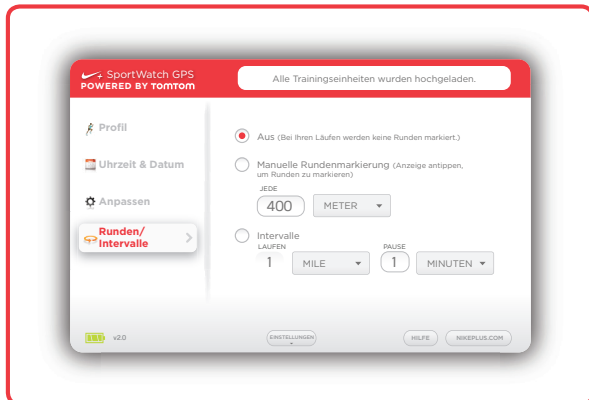 SportWatch GPS
POWERED BY TOMTOM
Alle Trainingseinheiten wurden hochgeladen.
Profil
Uhrzeit & Datum
Anpassen
Runden/
Intervalle
Aus (Bei Ihren Läufen werden keine Runden markiert.)
Manuelle Rundenmarkierung (Anzeige antippen,
um Runden zu markieren)
JEDE
400 METER
Intervalle
LAUFEN PAUSE
1 MILE 1 MINUTEN
v2.0 EINSTELLUNGEN HILFE NIKEPLUS.COM